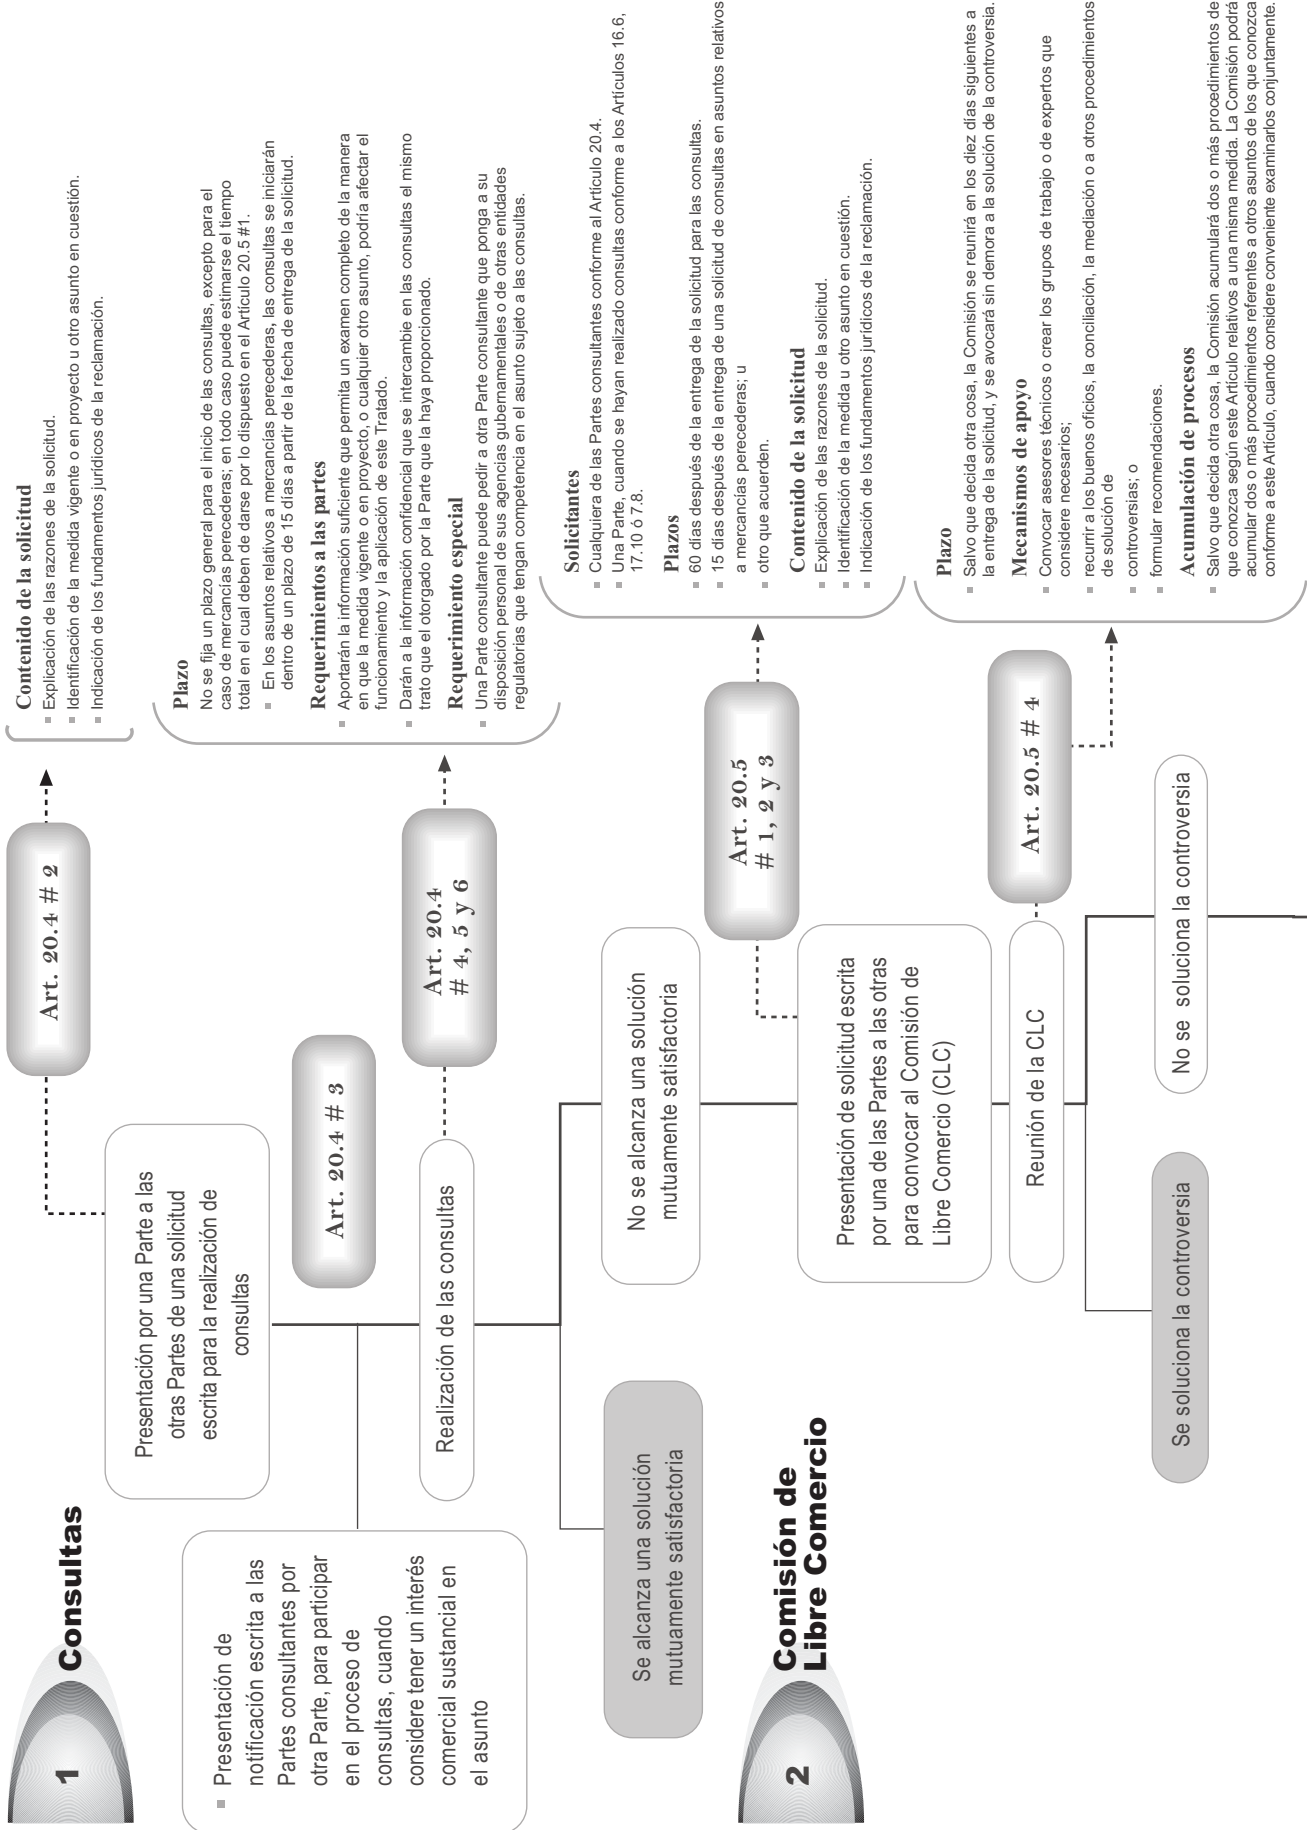 1
Consultas
Presentación por una Parte a las
otras Partes de una solicitud
escrita para la realización de
consultas
Art. 20.4 # 2
Contenido de la solicitud
Explicación de las razones de la solicitud.
Identificación de la medida vigente o en proyecto u otro asunto en cuestión.
Indicación de los fundamentos jurídicos de la reclamación.
Presentación de
notificación escrita a las
Partes consultantes por
otra Parte, para participar
en el proceso de
consultas, cuando
considere tener un interés
comercial sustancial en
el asunto
Art. 20.4 # 3
Realización de las consultas
Art. 20.4
# 4, 5 y 6
Plazo
No se fija un plazo general para el inicio de las consultas, excepto para el
caso de mercancías perecederas; en todo caso puede estimarse el tiempo
total en el cual deben de darse por lo dispuesto en el Artículo 20.5 #1.
En los asuntos relativos a mercancías perecederas, las consultas se iniciarán
dentro de un plazo de 15 días a partir de la fecha de entrega de la solicitud.
Requerimientos a las partes
Aportarán la información suficiente que permita un examen completo de la manera
en que la medida vigente o en proyecto, o cualquier otro asunto, podría afectar el
funcionamiento y la aplicación de este Tratado.
Darán a la información confidencial que se intercambie en las consultas el mismo
trato que el otorgado por la Parte que la haya proporcionado.
Requerimiento especial
Una Parte consultante puede pedir a otra Parte consultante que ponga a su
disposición personal de sus agencias gubernamentales o de otras entidades
regulatorias que tengan competencia en el asunto sujeto a las consultas.
Se alcanza una solución
mutuamente satisfactoria
No se alcanza una solución
mutuamente satisfactoria
2
Comisión de
Libre Comercio
Presentación de solicitud escrita
por una de las Partes a las otras
para convocar al Comisión de
Libre Comercio (CLC)
Art. 20.5
# 1, 2 y 3
Solicitantes
Cualquiera de las Partes consultantes conforme al Artículo 20.4.
Una Parte, cuando se hayan realizado consultas conforme a los Artículos 16.6,
17.10 ó 7.8.
Plazos
60 días después de la entrega de la solicitud para las consultas.
15 días después de la entrega de una solicitud de consultas en asuntos relativos
a mercancías perecederas; u
otro que acuerden.
Contenido de la solicitud
Explicación de las razones de la solicitud.
Identificación de la medida u otro asunto en cuestión.
Indicación de los fundamentos jurídicos de la reclamación.
Reunión de la CLC
Art. 20.5 # 4
Plazo
Salvo que decida otra cosa, la Comisión se reunirá en los diez días siguientes a
la entrega de la solicitud, y se avocará sin demora a la solución de la controversia.
Mecanismos de apoyo
Convocar asesores técnicos o crear los grupos de trabajo o de expertos que
considere necesarios;
recurrir a los buenos oficios, la conciliación, la mediación o a otros procedimientos
de solución de
controversias; o
formular recomendaciones.
Acumulación de procesos
Salvo que decida otra cosa, la Comisión acumulará dos o más procedimientos de
que conozca según este Artículo relativos a una misma medida. La Comisión podrá
acumular dos o más procedimientos referentes a otros asuntos de los que conozca
conforme a este Artículo, cuando considere conveniente examinarlos conjuntamente.
Se soluciona la controversia
No se soluciona la controversia